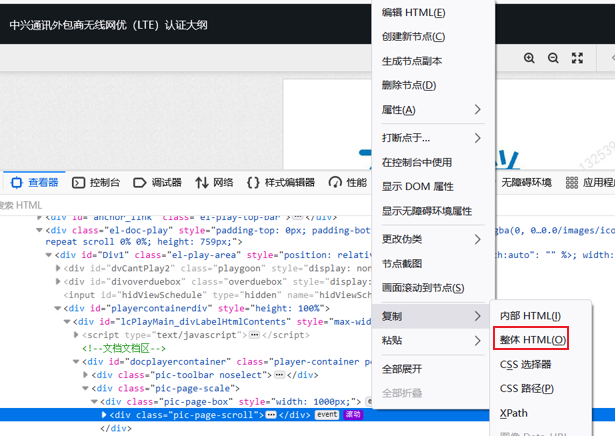 中兴通讯外包商无线网优（LTE）认证大纲
编辑 HTML(E)
创建新节点(C)
生成节点副本
删除节点(D)
属性(A)
打断点于...
在控制台中使用
显示 DOM 属性
显示无障碍环境属性
更改伪类
节点截图
画面滚动到节点(S)
复制
粘贴
全部展开
全部折叠
内部 HTML(I)
整体 HTML(O)
CSS 选择器
CSS 路径(P)
XPath
图像 Data-URL
132539
查看器
控制台
调试器
网络
{} 样式编辑器
性能
无障碍环境
应用程
搜索 HTML
<div id="anchor_link" class="el-play-top-bar"> ··· </div>
<div class="el-doc-play" style="padding-top: 0px; padding-bot
gba(0, 0…0.0/images/ico
repeat scroll 0% 0%; height: 759px;">
<div id="Div1" class="el-play-area" style="position: relativ
th:auto": "" %>; width:
<div id="dvCantPlay2" class="playgoon" style="display: non
<div id="divoverduebox" class="overduebox" style="display:
<input id="hidViewSchedule" type="hidden" name="hidViewSch
<div id="playercontainerdiv" style="height: 100%">
<div id="lcPlayMain_divLabelHtmlContents" style="max-wid
<script type="text/javascript"> ··· </script>
<!--文档文档区-->
<div id="docplayercontainer" class="player-container po
<div class="pic-toolbar noselect"> ··· </div>
<div class="pic-page-scale">
<div class="pic-page-box" style="width: 1000px;">
<div class="pic-page-scroll"> ··· </div> event 滚动
</div>